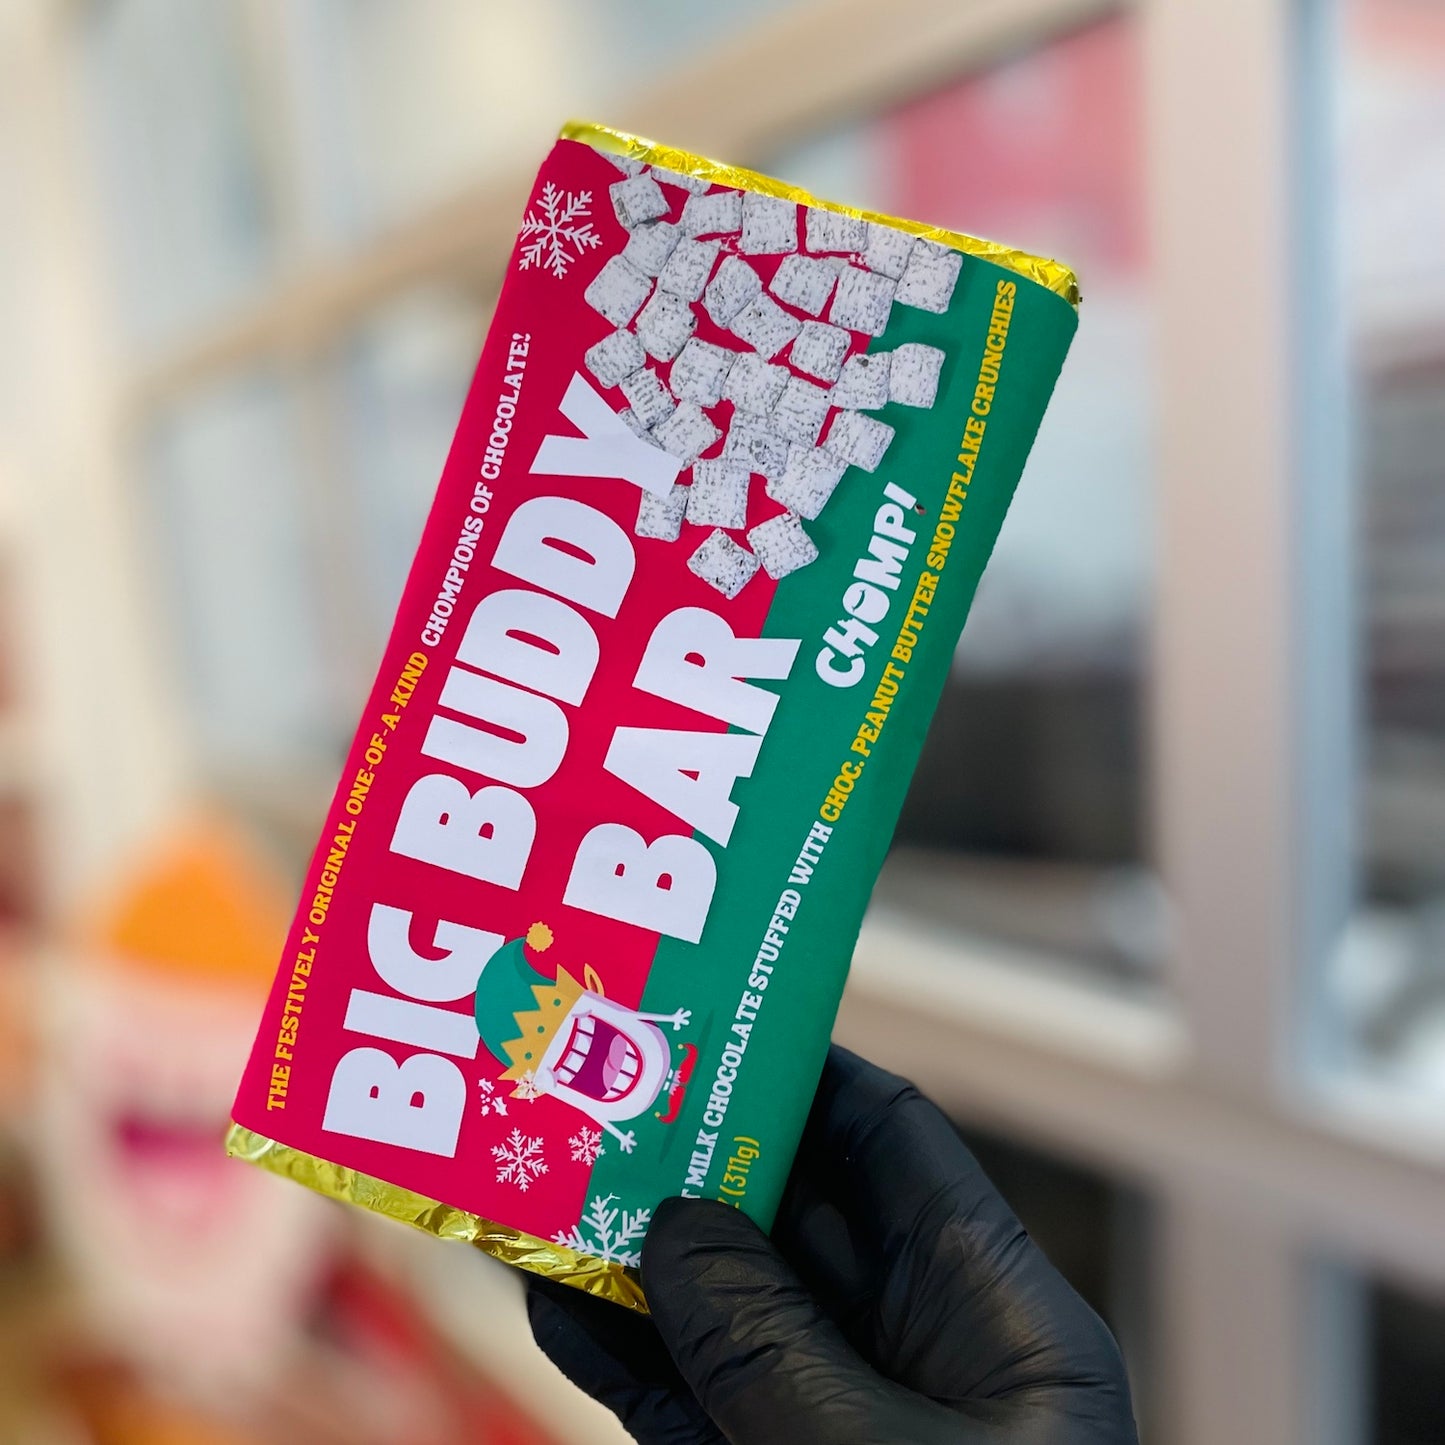 THE FESTIVELY ORIGINAL ONE-OF-A-KIND CHOMPIONS OF CHOCOLATE!
BIG BUDDY
BAR
CHOMP!
MILK CHOCOLATE STUFFED WITH CHOC. PEANUT BUTTER SNOWFLAKE CRUNCHIES
(311g)